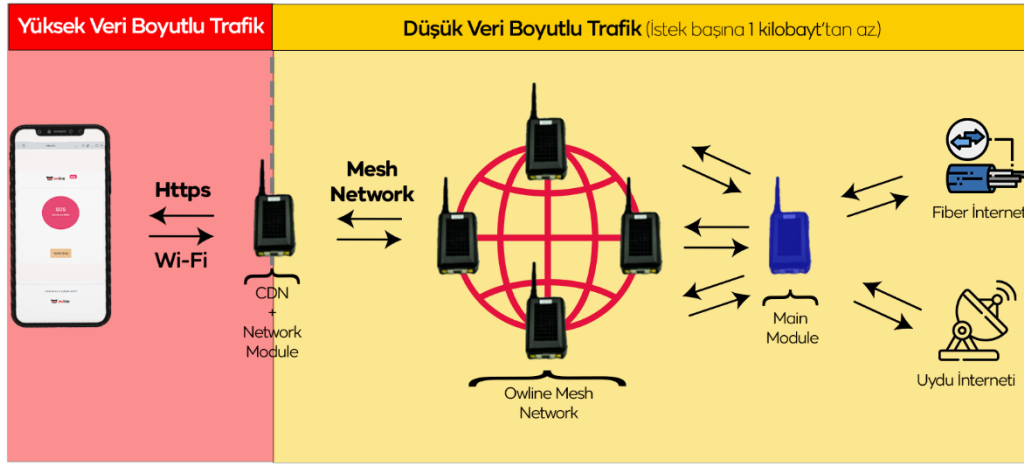 Yüksek Veri Boyutlu Trafik
Düşük Veri Boyutlu Trafik (İstek başına 1 kilobayt'tan az)
SOS
Https
Wi-Fi
CDN
+
Network
Module
Mesh
Network
Owline Mesh
Network
Main
Module
Fiber İnternet
Uydu İnterneti